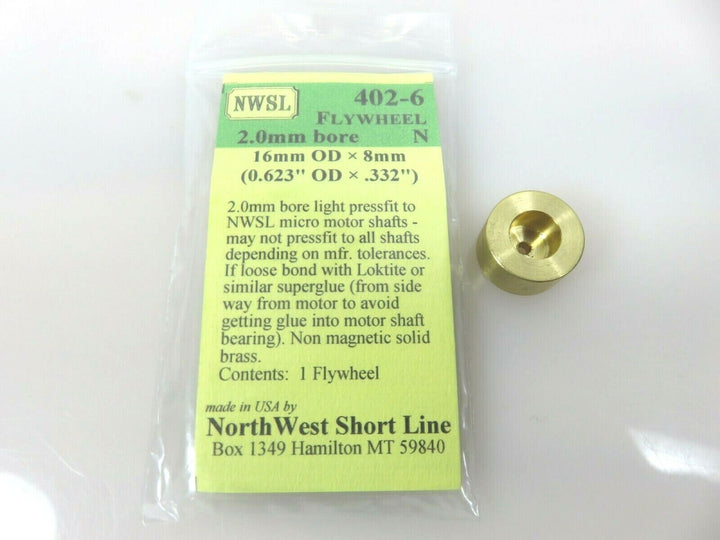 NWSL
402-6
FLYWHEEL
2.0mm bore N
16mm OD × 8mm
(0.623" OD × .332")
2.0mm bore light pressfit to
NWSL micro motor shafts -
may not pressfit to all shafts
depending on mfr. tolerances.
If loose bond with Loktite or
similar superglue (from side
way from motor to avoid
getting glue into motor shaft
bearing). Non magnetic solid
brass.
Contents: 1 Flywheel
made in USA by
NorthWest Short Line
Box 1349 Hamilton MT 59840